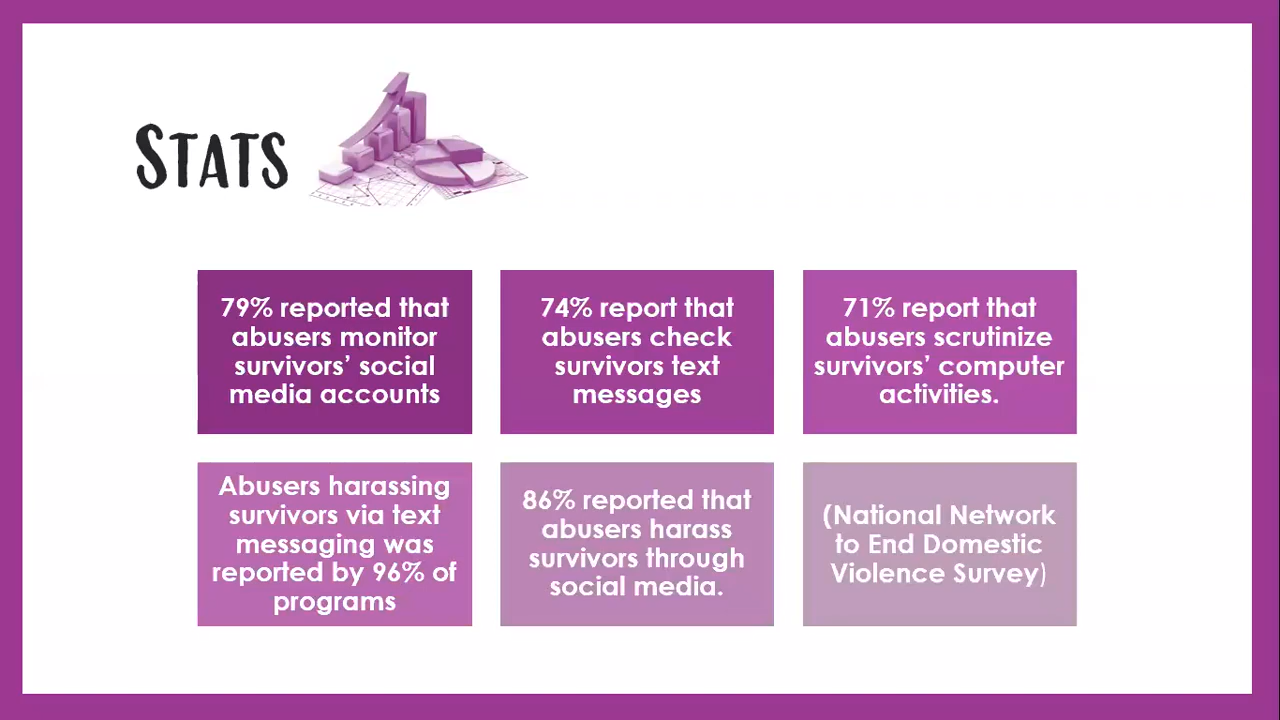 Stats
79% reported that
abusers monitor
survivors’ social
media accounts
74% report that
abusers check
survivors text
messages
71% report that
abusers scrutinize
survivors’ computer
activities.
Abusers harassing
survivors via text
messaging was
reported by 96% of
programs
86% reported that
abusers harass
survivors through
social media.
(National Network
to End Domestic
Violence Survey)